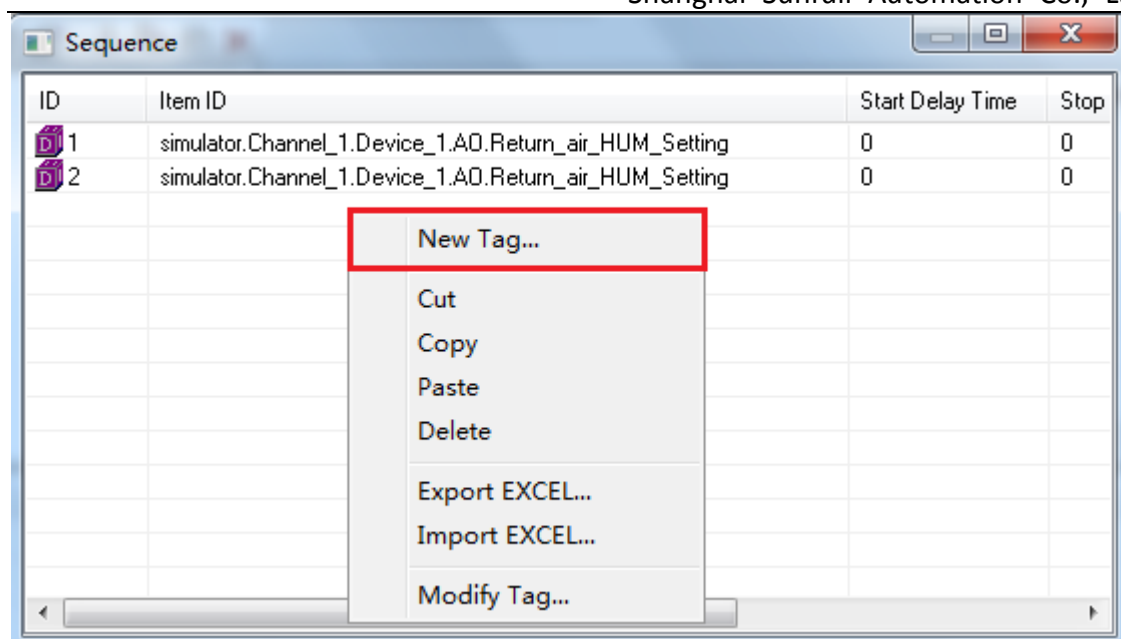 Sequence
ID Item ID Start Delay Time Stop
1 simulator.Channel_1.Device_1.AO.Return_air_HUM_Setting 0 0
2 simulator.Channel_1.Device_1.AO.Return_air_HUM_Setting 0 0
New Tag...
Cut
Copy
Paste
Delete
Export EXCEL...
Import EXCEL...
Modify Tag...